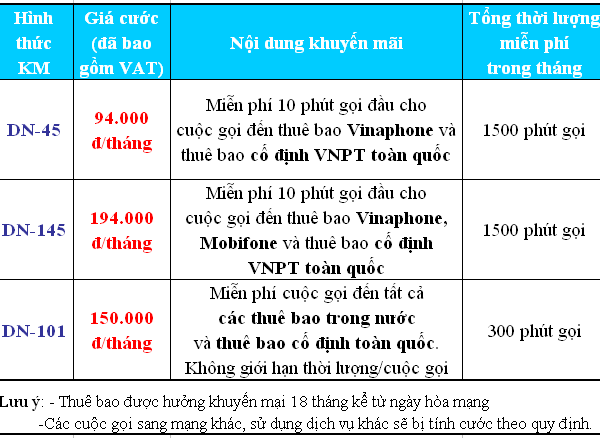 Hình thức KM
Giá cước (đã bao gồm VAT)
Nội dung khuyến mãi
Tổng thời lượng miễn phí trong tháng
DN-45
94.000 đ/tháng
Miễn phí 10 phút gọi đầu cho
cuộc gọi đến thuê bao Vinaphone và
thuê bao cố định VNPT toàn quốc
1500 phút gọi
DN-145
194.000 đ/tháng
Miễn phí 10 phút gọi đầu cho
cuộc gọi đến thuê bao Vinaphone,
Mobifone và thuê bao cố định
VNPT toàn quốc
1500 phút gọi
DN-101
150.000 đ/tháng
Miễn phí cuộc gọi đến tất cả
các thuê bao trong nước
và thuê bao cố định toàn quốc.
Không giới hạn thời lượng/cuộc gọi
300 phút gọi
Lưu ý: - Thuê bao được hưởng khuyến mại 18 tháng kể từ ngày hòa mạng
-Các cuộc gọi sang mạng khác, sử dụng dịch vụ khác sẽ bị tính cước theo quy định.